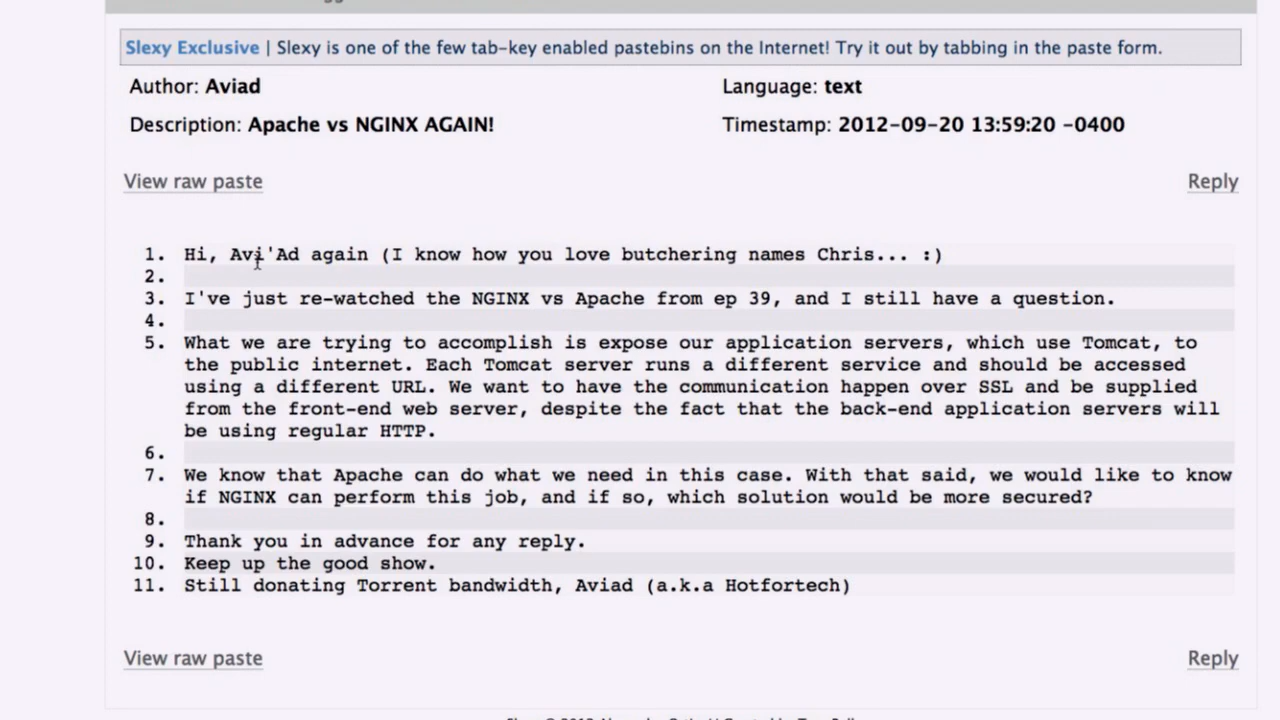 Slexy Exclusive | Slexy is one of the few tab-key enabled pastebins on the Internet! Try it out by tabbing in the paste form.
Author: Aviad
Language: text
Description: Apache vs NGINX AGAIN!
Timestamp: 2012-09-20 13:59:20 -0400
View raw paste
Reply
1. Hi, Avi'Ad again (I know how you love butchering names Chris... :)
2.
3. I've just re-watched the NGINX vs Apache from ep 39, and I still have a question.
4.
5. What we are trying to accomplish is expose our application servers, which use Tomcat, to
the public internet. Each Tomcat server runs a different service and should be accessed
using a different URL. We want to have the communication happen over SSL and be supplied
from the front-end web server, despite the fact that the back-end application servers will
be using regular HTTP.
6.
7. We know that Apache can do what we need in this case. With that said, we would like to know
if NGINX can perform this job, and if so, which solution would be more secured?
8.
9. Thank you in advance for any reply.
10. Keep up the good show.
11. Still donating Torrent bandwidth, Aviad (a.k.a Hotfortech)
View raw paste
Reply